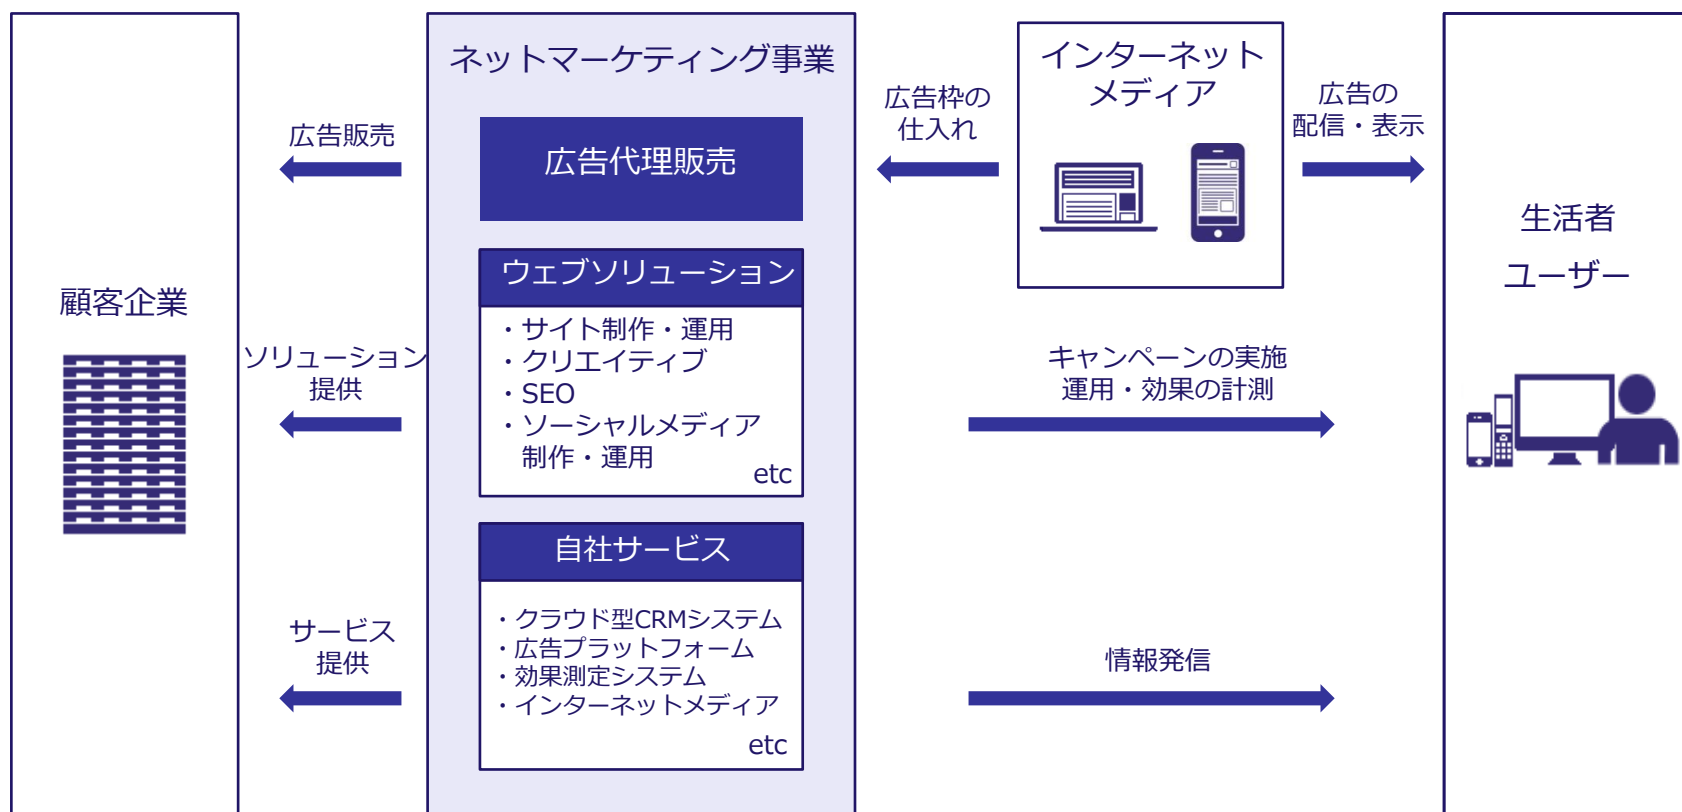 ネットマーケティング事業
インターネット
メディア
広告枠の
仕入れ
広告の
配信・表示
広告販売
広告代理販売
生活者
ユーザー
顧客企業
ウェブソリューション
・サイト制作・運用
・クリエイティブ
・SEO
・ソーシャルメディア
制作・運用
etc
ソリューション
提供
キャンペーンの実施
運用・効果の計測
自社サービス
・クラウド型CRMシステム
・広告プラットフォーム
・効果測定システム
・インターネットメディア
etc
サービス
提供
情報発信